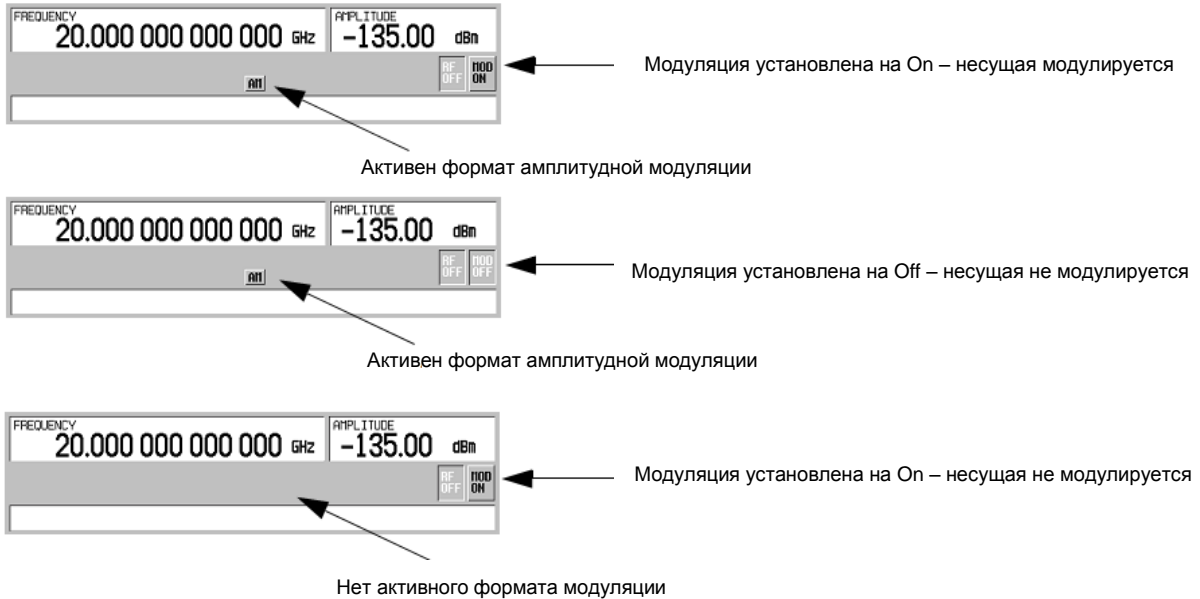 FREQUENCY AMPLITUDE
20.000 000 000 000 GHz -135.00 dBm
RF OFF MOD ON
Модуляция установлена на On – несущая модулируется
AM
Активен формат амплитудной модуляции
FREQUENCY AMPLITUDE
20.000 000 000 000 GHz -135.00 dBm
RF OFF MOD OFF
Модуляция установлена на Off – несущая не модулируется
AM
Активен формат амплитудной модуляции
FREQUENCY AMPLITUDE
20.000 000 000 000 GHz -135.00 dBm
RF OFF MOD ON
Модуляция установлена на On – несущая не модулируется
Нет активного формата модуляции